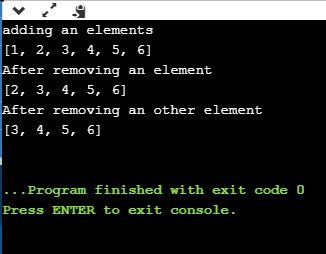 adding an elements
[1, 2, 3, 4, 5, 6]
After removing an element
[2, 3, 4, 5, 6]
After removing an other element
[3, 4, 5, 6]
...Program finished with exit code 0
Press ENTER to exit console.